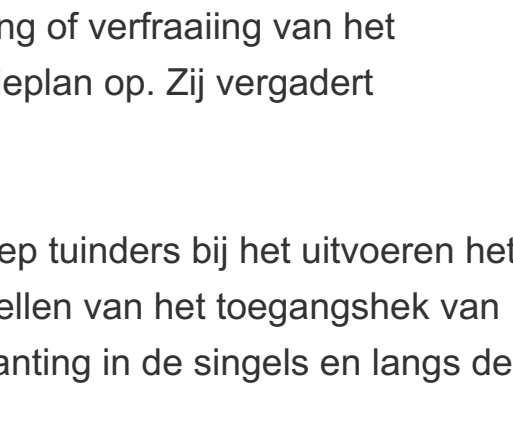 ng of verfraaiing van het
ieplan op. Zij vergadert
ep tuinders bij het uitvoeren het
ellen van het toegangshek van
anting in de singels en langs de